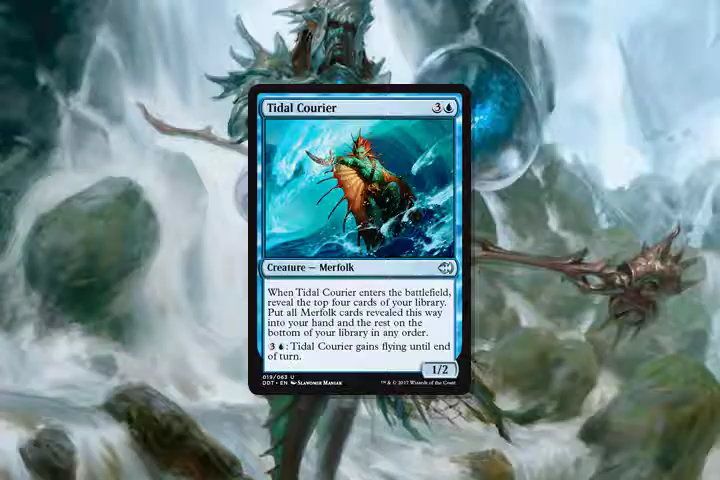 Tidal Courier 3
Creature — Merfolk
When Tidal Courier enters the battlefield,
reveal the top four cards of your library.
Put all Merfolk cards revealed this way
into your hand and the rest on the
bottom of your library in any order.
3 : Tidal Courier gains flying until end
of turn.
1/2
019/063 U
DDT • EN Slawomir Maniak
™ & © 2017 Wizards of the Coast